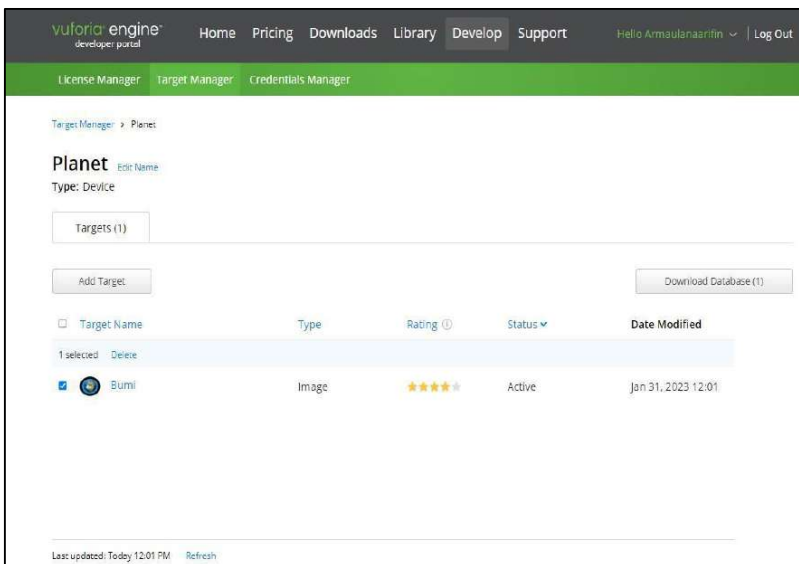 vuforia engine
developer portal
Home Pricing Downloads Library Develop Support
Hello Armaulanaarifin | Log Out
License Manager Target Manager Credentials Manager
Target Manager > Planet
Planet Edit Name
Type: Device
Targets (1)
Add Target Download Database (1)
Target Name Type Rating Status Date Modified
1 selected Delete
Bumi Image Active Jan 31, 2023 12:01
Last updated: Today 12:01 PM Refresh